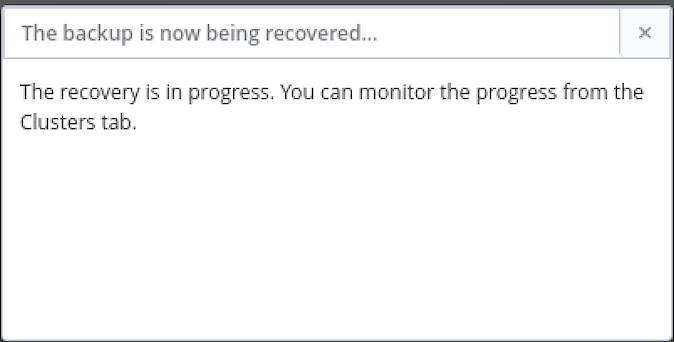 The backup is now being recovered...
The recovery is in progress. You can monitor the progress from the
Clusters tab.